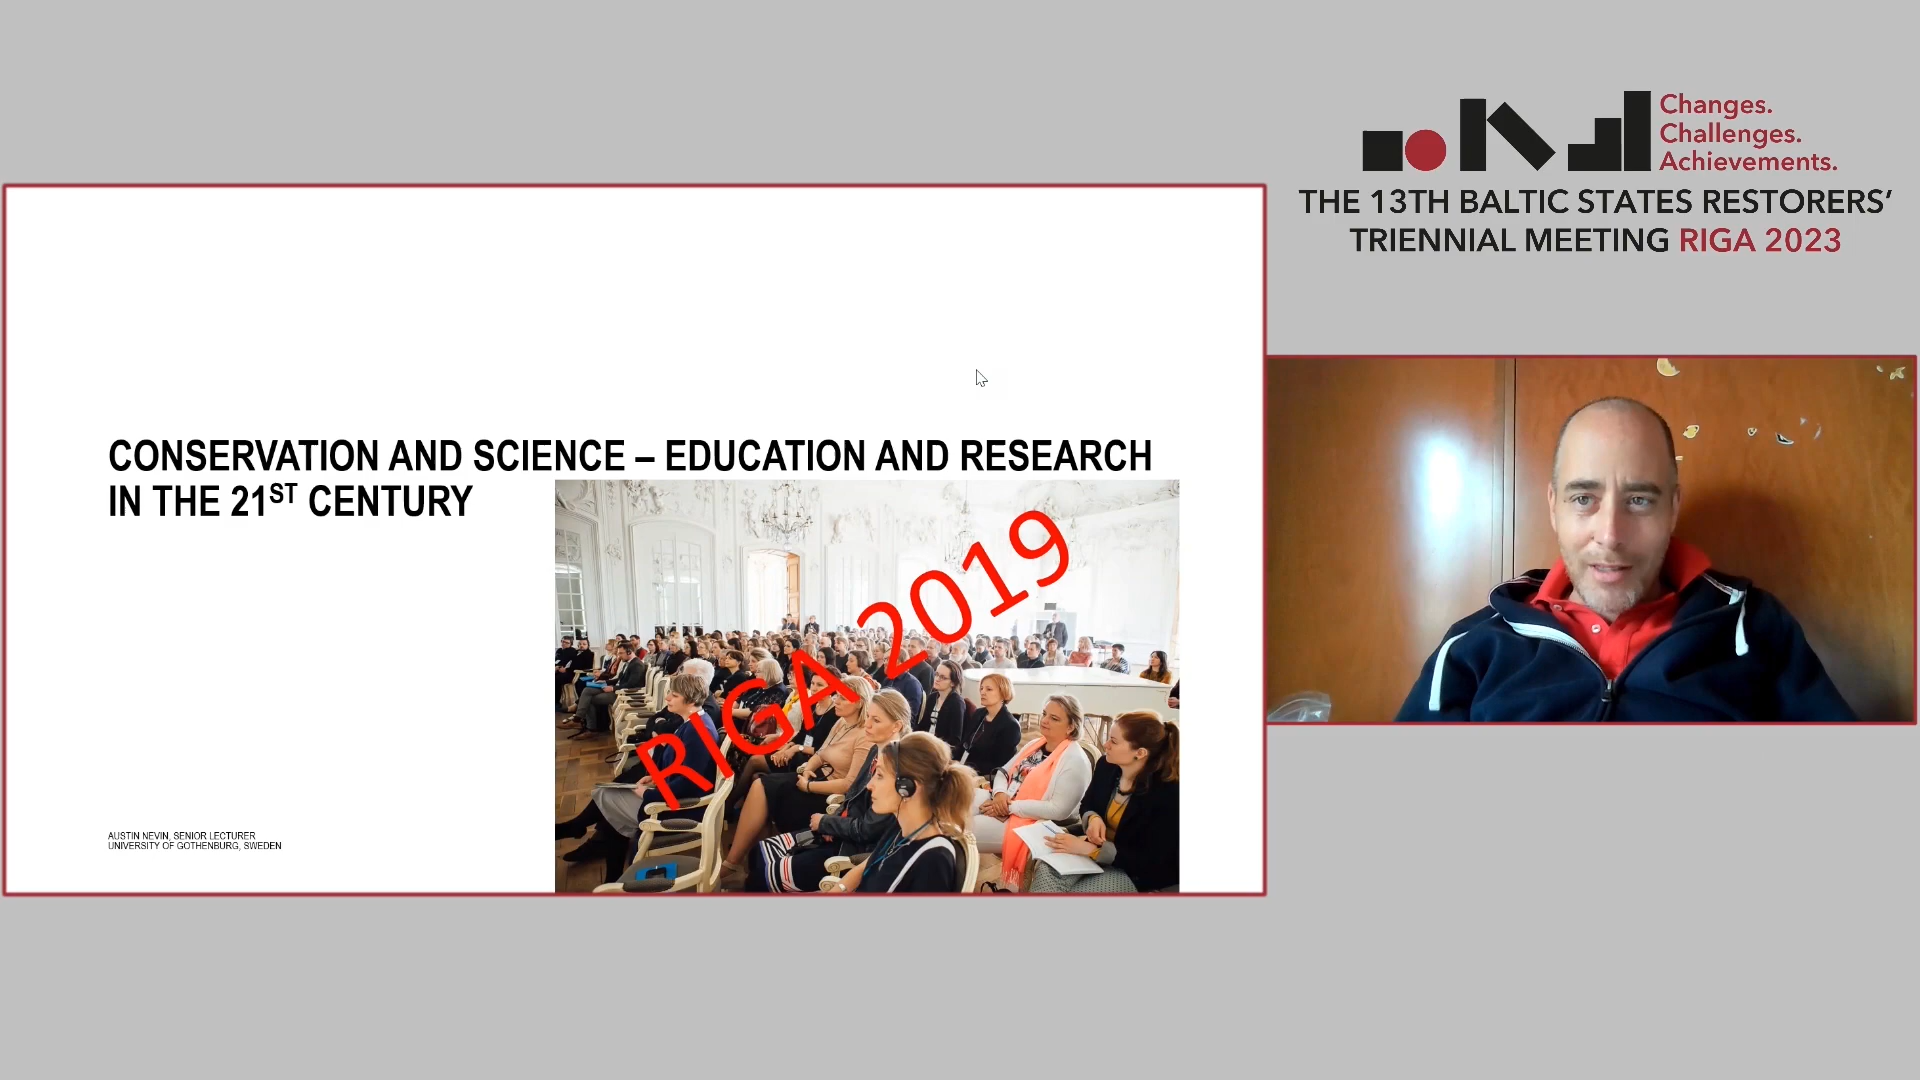 Changes.
Challenges.
Achievements.
THE 13TH BALTIC STATES RESTORERS’
TRIENNIAL MEETING RIGA 2023
CONSERVATION AND SCIENCE – EDUCATION AND RESEARCH
IN THE 21ST CENTURY
RIGA 2019
AUSTIN NEVIN, SENIOR LECTURER
UNIVERSITY OF GOTHENBURG, SWEDEN